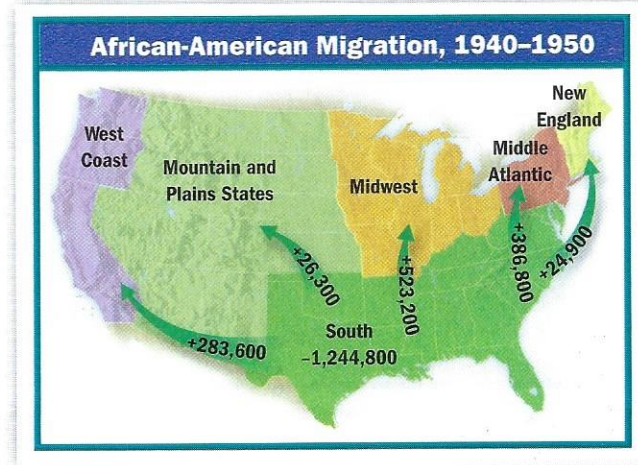 African-American Migration, 1940–1950
New
England
West
Coast
Middle
Atlantic
Mountain and
Plains States
Midwest
+26,300
+523,200
+386,800
+24,900
+283,600
South
–1,244,800